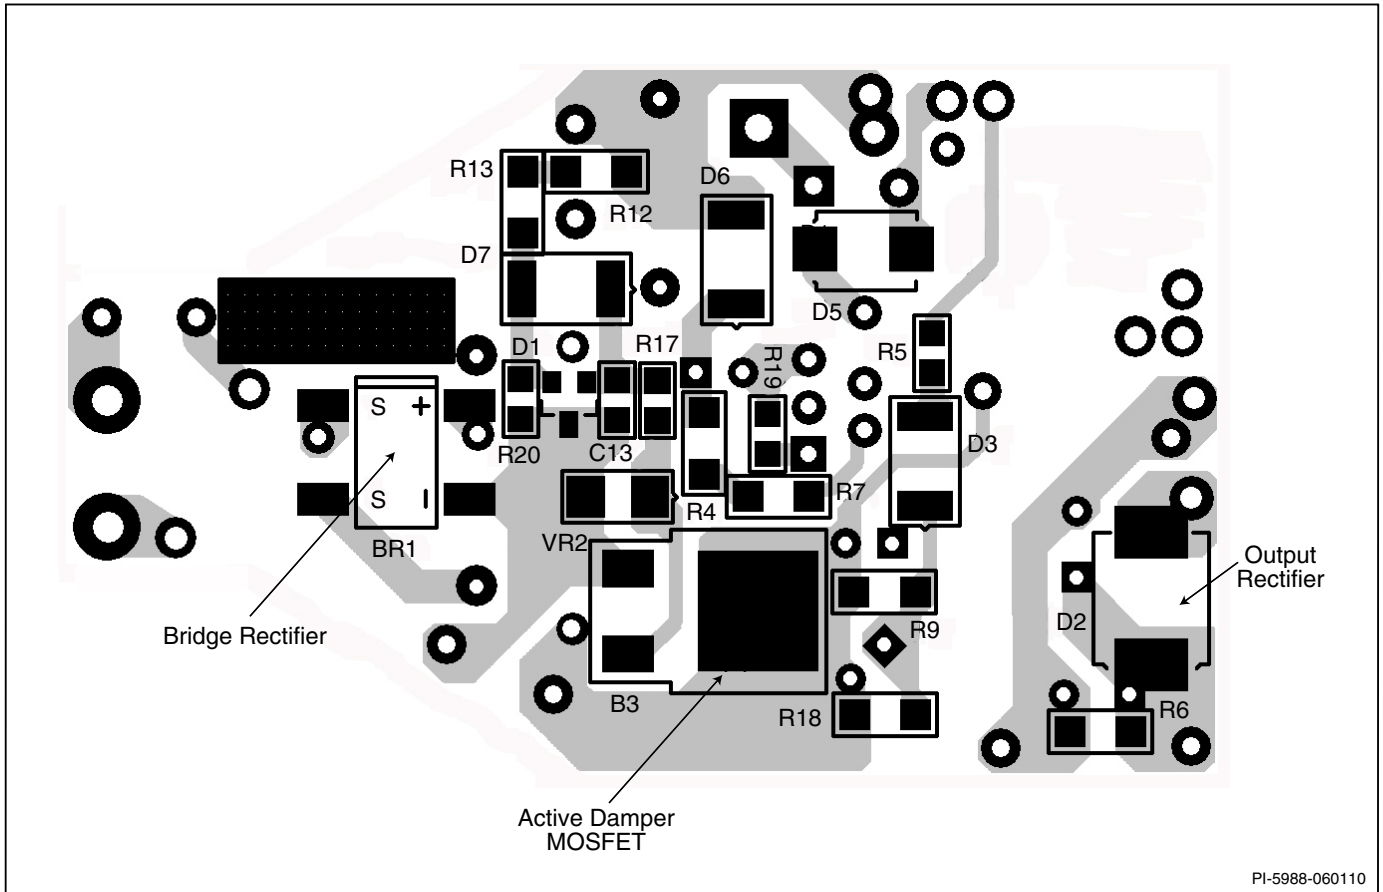 R13
R12
D6
D7
D5
D1
R17
R19
R5
S +
S –
BR1
R20
C13
D3
R4
R7
VR2
Output
Rectifier
Bridge Rectifier
R9
D2
B3
R18
R6
Active Damper
MOSFET
PI-5988-060110